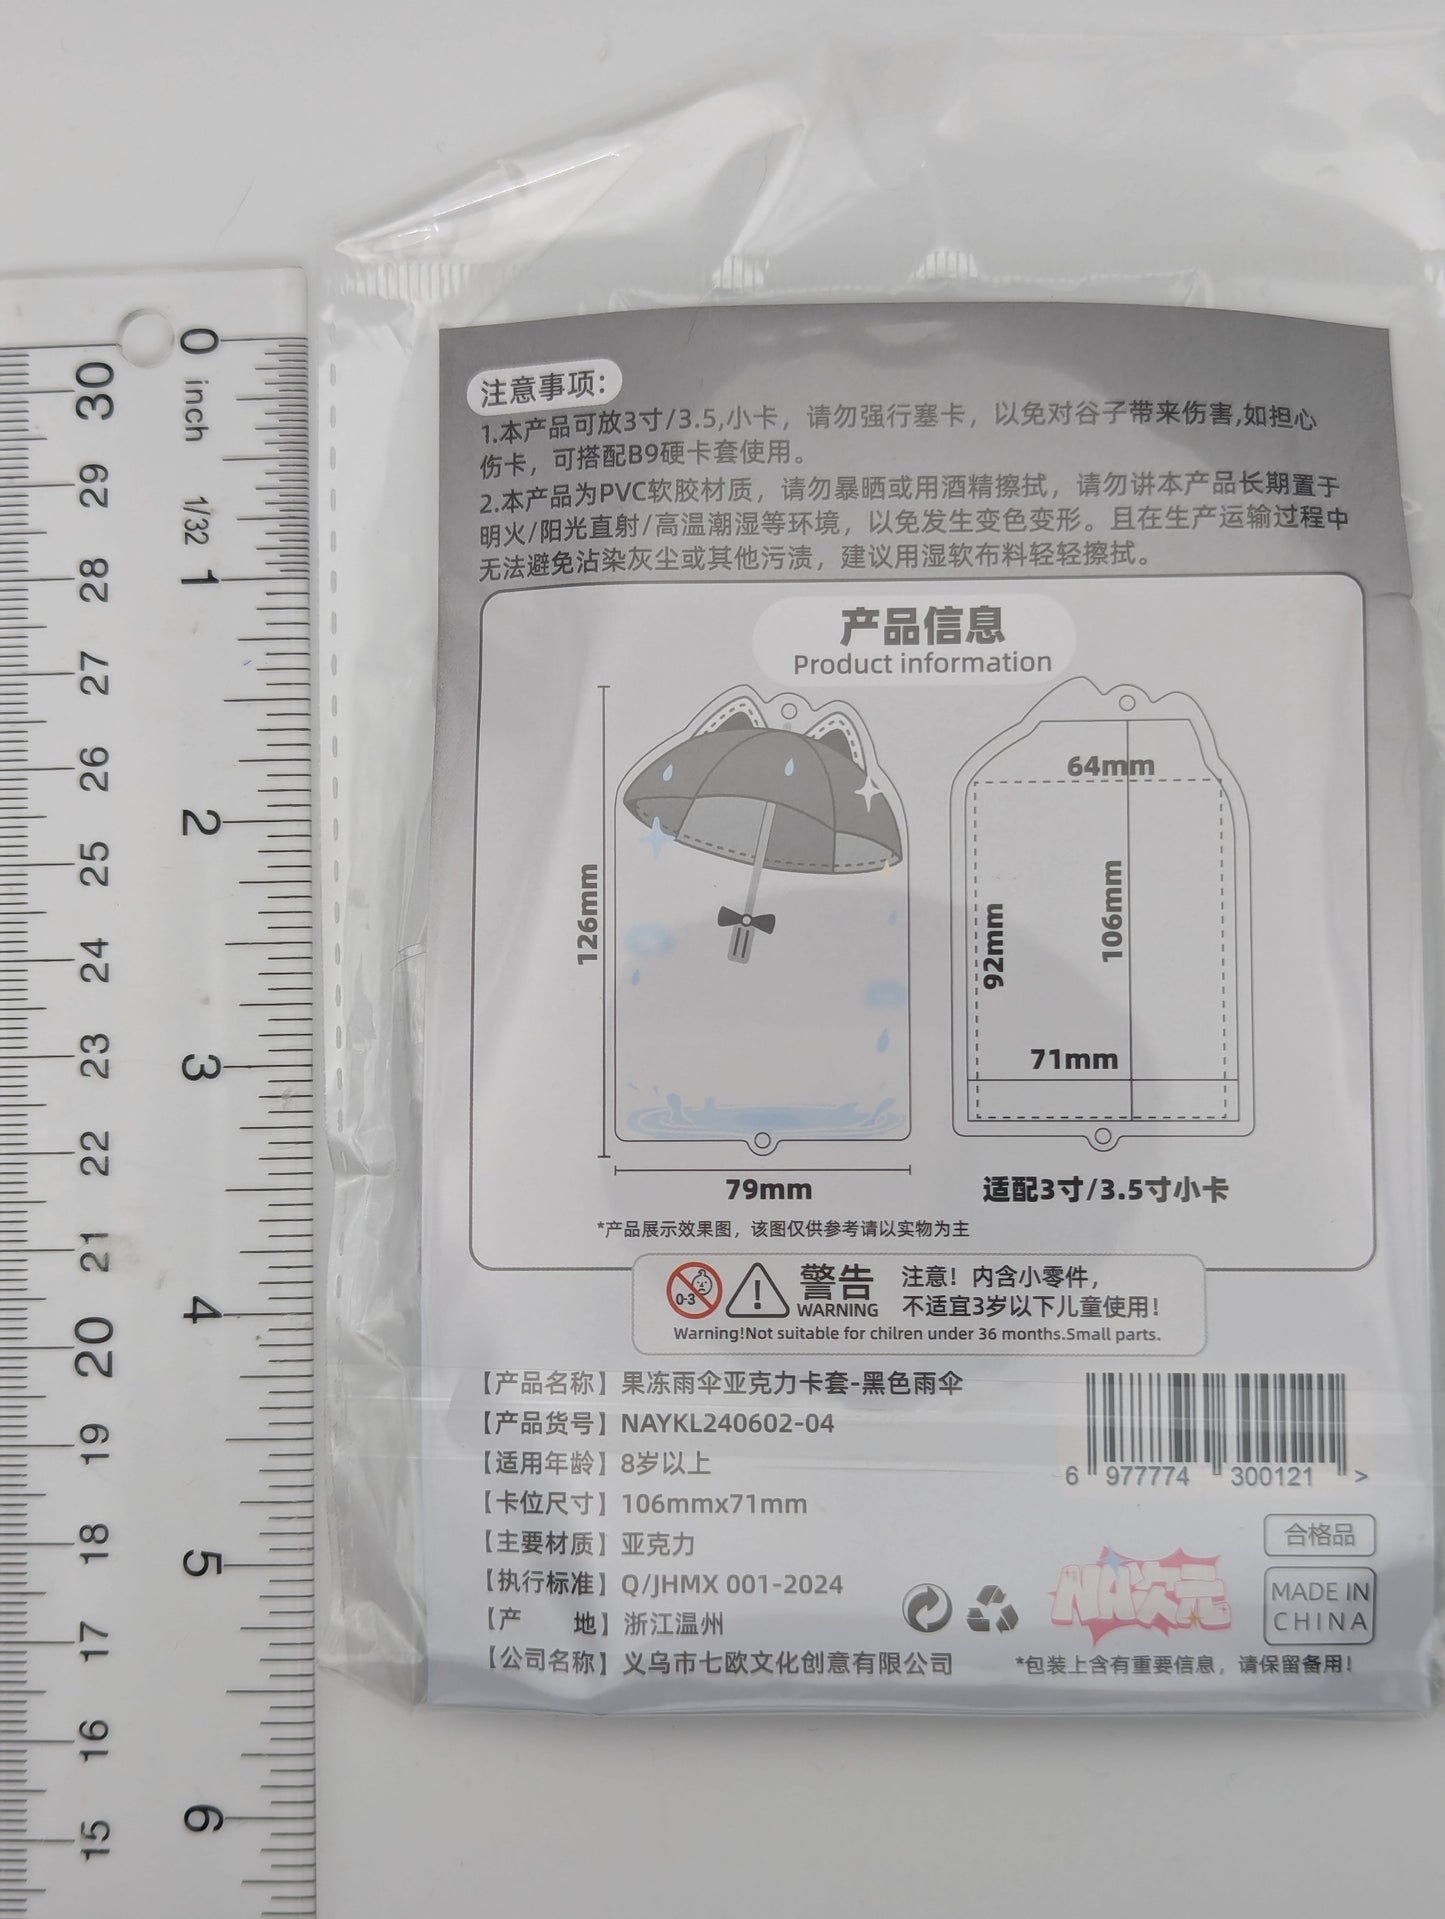 0
inch
1/32
1
2
3
4
5
6
30
29
28
27
26
25
24
23
22
21
20
19
18
17
16
15
注意事项：
1.本产品可放3寸/3.5,小卡，请勿强行塞卡，以免对谷子带来伤害,如担心
伤卡，可搭配B9硬卡套使用。
2.本产品为PVC软胶材质，请勿暴晒或用酒精擦拭，请勿讲本产品长期置于
明火/阳光直射/高温潮湿等环境，以免发生变色变形。且在生产运输过程中
无法避免沾染灰尘或其他污渍，建议用湿软布料轻轻擦拭。
产品信息
Product information
126mm
79mm
64mm
92mm
106mm
71mm
适配3寸/3.5寸小卡
*产品展示效果图，该图仅供参考请以实物为主
0-3
警告
WARNING
注意！内含小零件，
不适宜3岁以下儿童使用！
Warning!Not suitable for chilren under 36 months.Small parts.
【产品名称】果冻雨伞亚克力卡套-黑色雨伞
【产品货号】NAYKL240602-04
【适用年龄】8岁以上
【卡位尺寸】106mmx71mm
【主要材质】亚克力
【执行标准】Q/JHMX 001-2024
【产 地】浙江温州
【公司名称】义乌市七欧文化创意有限公司
6 977774 300121 >
合格品
NA次元
MADE IN
CHINA
*包装上含有重要信息，请保留备用！